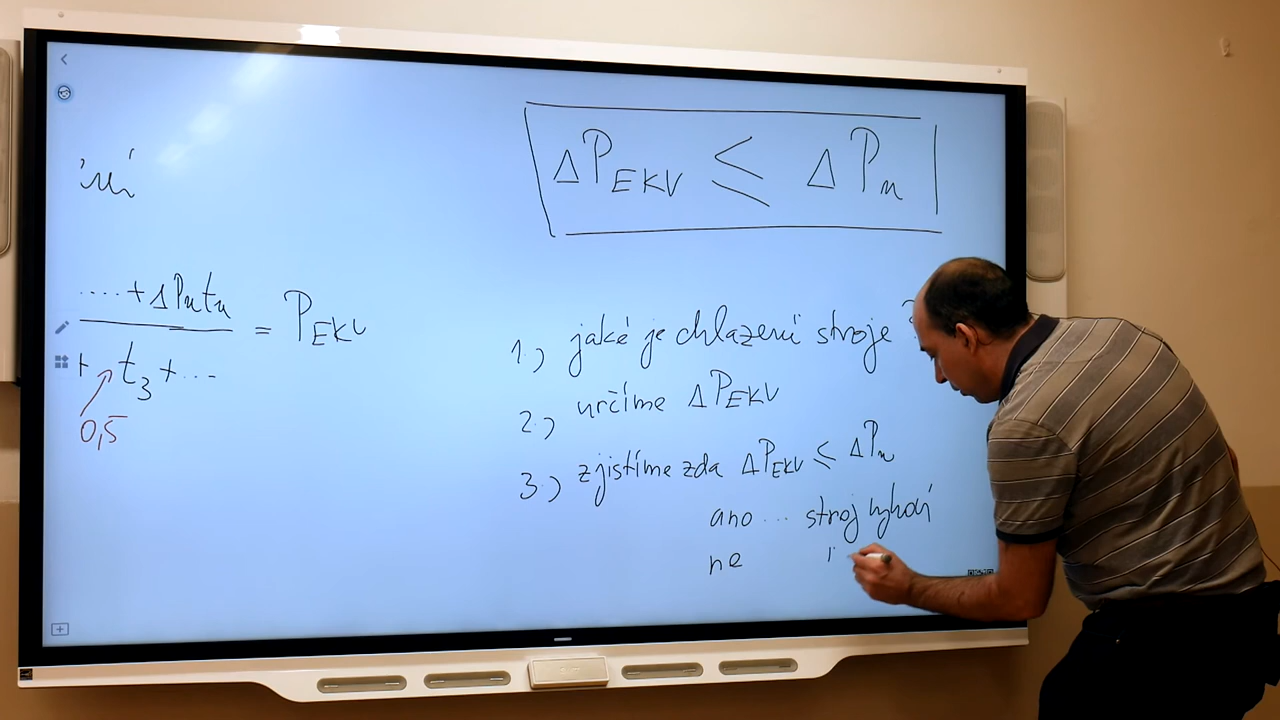 ΔP_EKV ≤ ΔP_n
.... + ΔP_n t_n
= P_EKV
+ t_3 + ...
0,5
1.) jaké je chlazení stroje ?
2.) určíme ΔP_EKV
3.) zjistíme zda ΔP_EKV ≤ ΔP_n
ano ... stroj vyhoví
ne "